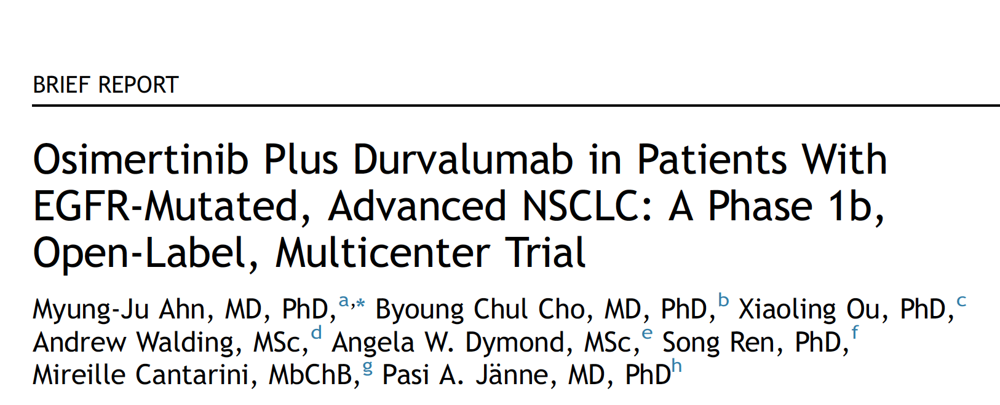 BRIEF REPORT
Osimertinib Plus Durvalumab in Patients With
EGFR-Mutated, Advanced NSCLC: A Phase 1b,
Open-Label, Multicenter Trial
Myung-Ju Ahn, MD, PhD,a,* Byoung Chul Cho, MD, PhD,b Xiaoling Ou, PhD,c
Andrew Walding, MSc,d Angela W. Dymond, MSc,e Song Ren, PhD,f
Mireille Cantarini, MbChB,g Pasi A. Jänne, MD, PhDh